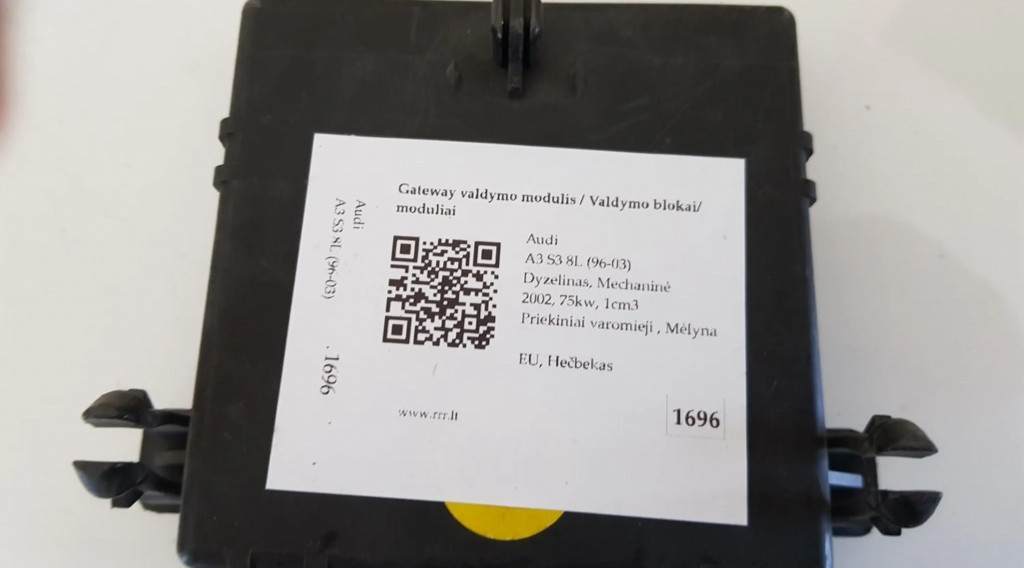 Gateway valdymo modulis / Valdymo blokai/
moduliai
Audi
A3 S3 8L (96-03)
Dyzelinas, Mechaninė
2002, 75kw, 1cm3
Priekiniai varomieji , Mėlyna
EU, Hečbekas
www.rrr.lt
1696
Audi
A3 S3 8L (96-03)
. 1696 .